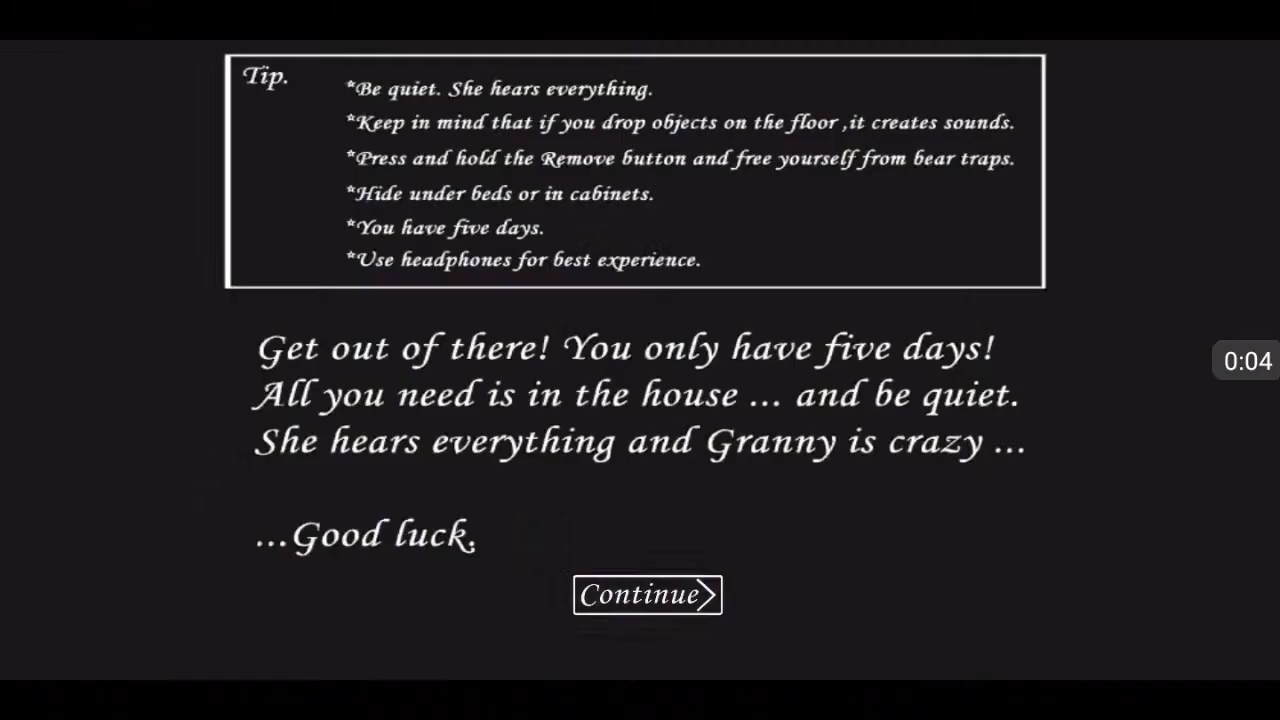 Tip.
*Be quiet. She hears everything.
*Keep in mind that if you drop objects on the floor ,it creates sounds.
*Press and hold the Remove button and free yourself from bear traps.
*Hide under beds or in cabinets.
*You have five days.
*Use headphones for best experience.
Get out of there! You only have five days!
All you need is in the house ... and be quiet.
She hears everything and Granny is crazy ...
...Good luck.
Continue
0:04